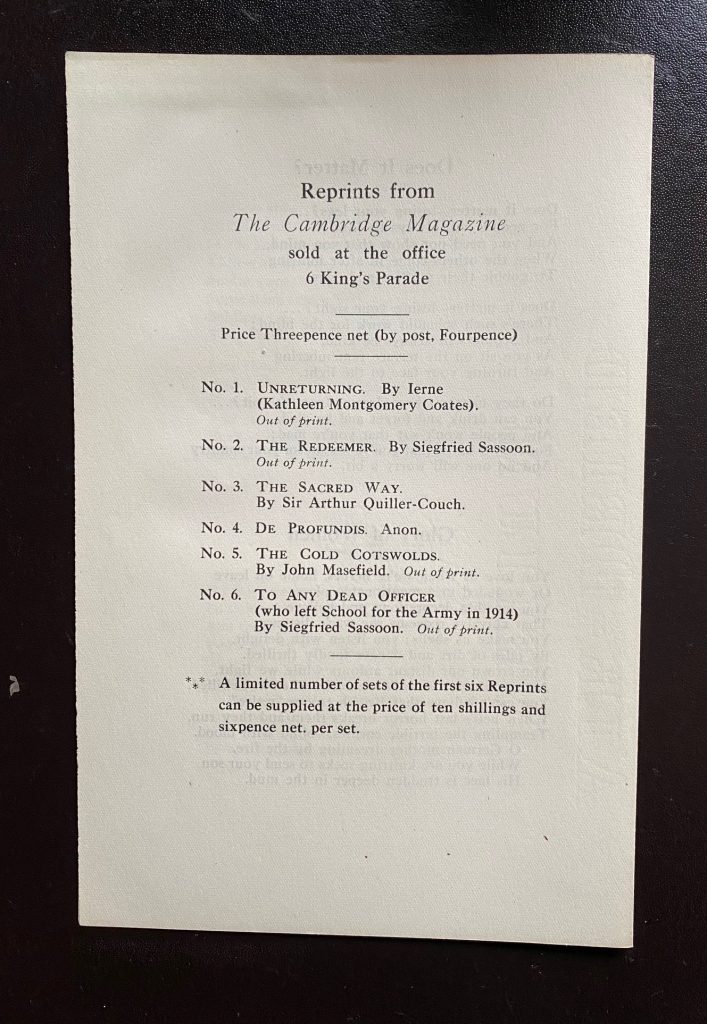 Reprints from
The Cambridge Magazine
sold at the office
6 King's Parade
Price Threepence net (by post, Fourpence)
No. 1. UNRETURNING. By Ierne
(Kathleen Montgomery Coates).
Out of print.
No. 2. THE REDEEMER. By Siegfried Sassoon.
Out of print.
No. 3. THE SACRED WAY.
By Sir Arthur Quiller-Couch.
No. 4. DE PROFUNDIS. Anon.
No. 5. THE COLD COTSWOLDS.
By John Masefield. Out of print.
No. 6. TO ANY DEAD OFFICER
(who left School for the Army in 1914)
By Siegfried Sassoon. Out of print.
*** A limited number of sets of the first six Reprints
can be supplied at the price of ten shillings and
sixpence net. per set.